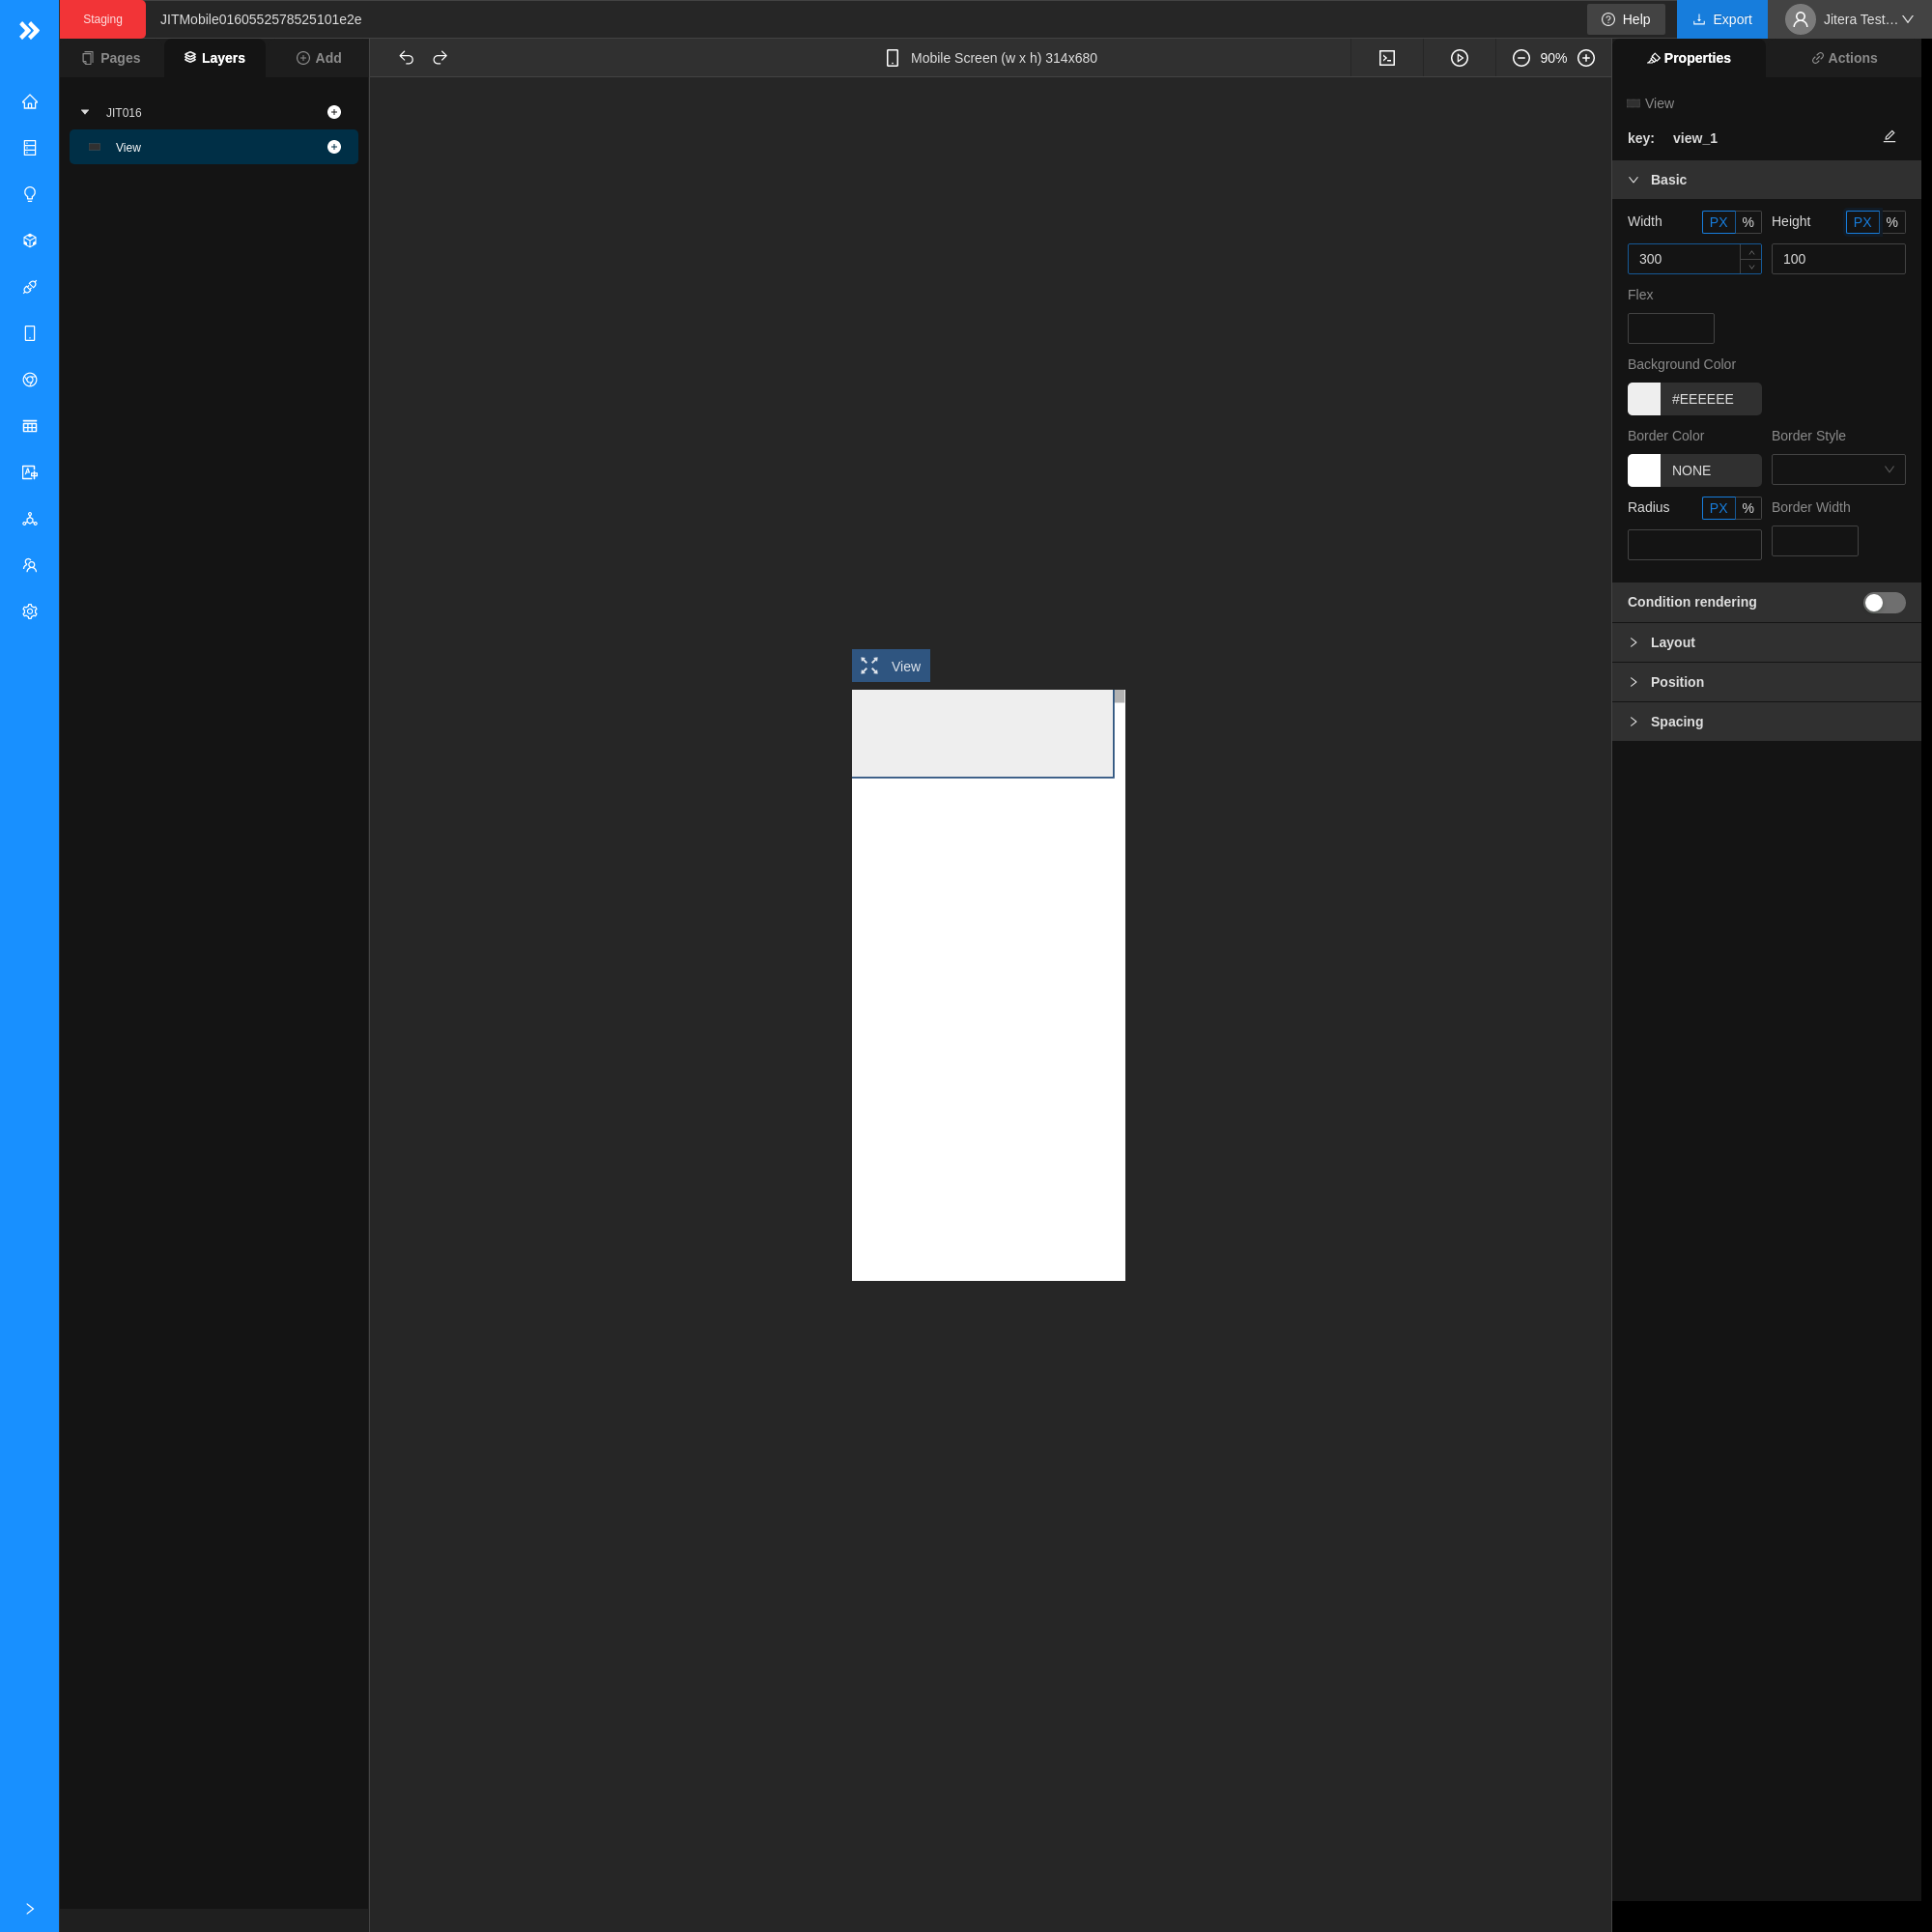 Staging
JITMobile0160552578525101e2e
Help
Export
Jitera Test…
Pages
Layers
Add
Mobile Screen (w x h) 314x680
90%
Properties
Actions
JIT016
View
View
key: view_1
Basic
Width PX % Height PX %
300 100
Flex
Background Color
#EEEEEE
Border Color Border Style
NONE
Radius PX % Border Width
Condition rendering
Layout
Position
Spacing
View